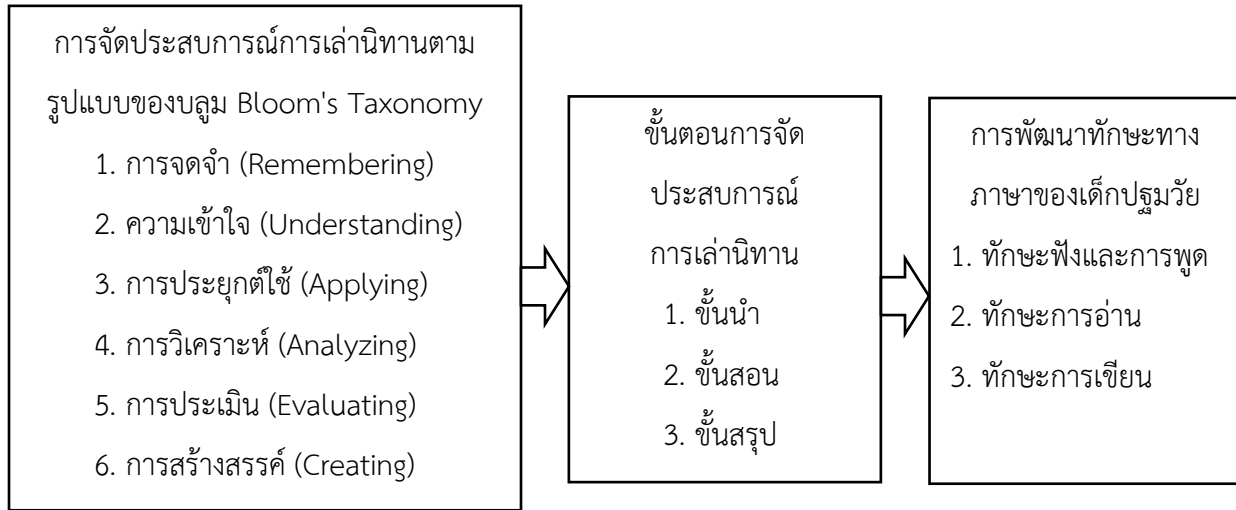 การจัดประสบการณ์การเล่านิทานตาม
รูปแบบของบลูม Bloom's Taxonomy
1. การจดจำ (Remembering)
2. ความเข้าใจ (Understanding)
3. การประยุกต์ใช้ (Applying)
4. การวิเคราะห์ (Analyzing)
5. การประเมิน (Evaluating)
6. การสร้างสรรค์ (Creating)
ขั้นตอนการจัด
ประสบการณ์
การเล่านิทาน
1. ขั้นนำ
2. ขั้นสอน
3. ขั้นสรุป
การพัฒนาทักษะทาง
ภาษาของเด็กปฐมวัย
1. ทักษะฟังและการพูด
2. ทักษะการอ่าน
3. ทักษะการเขียน